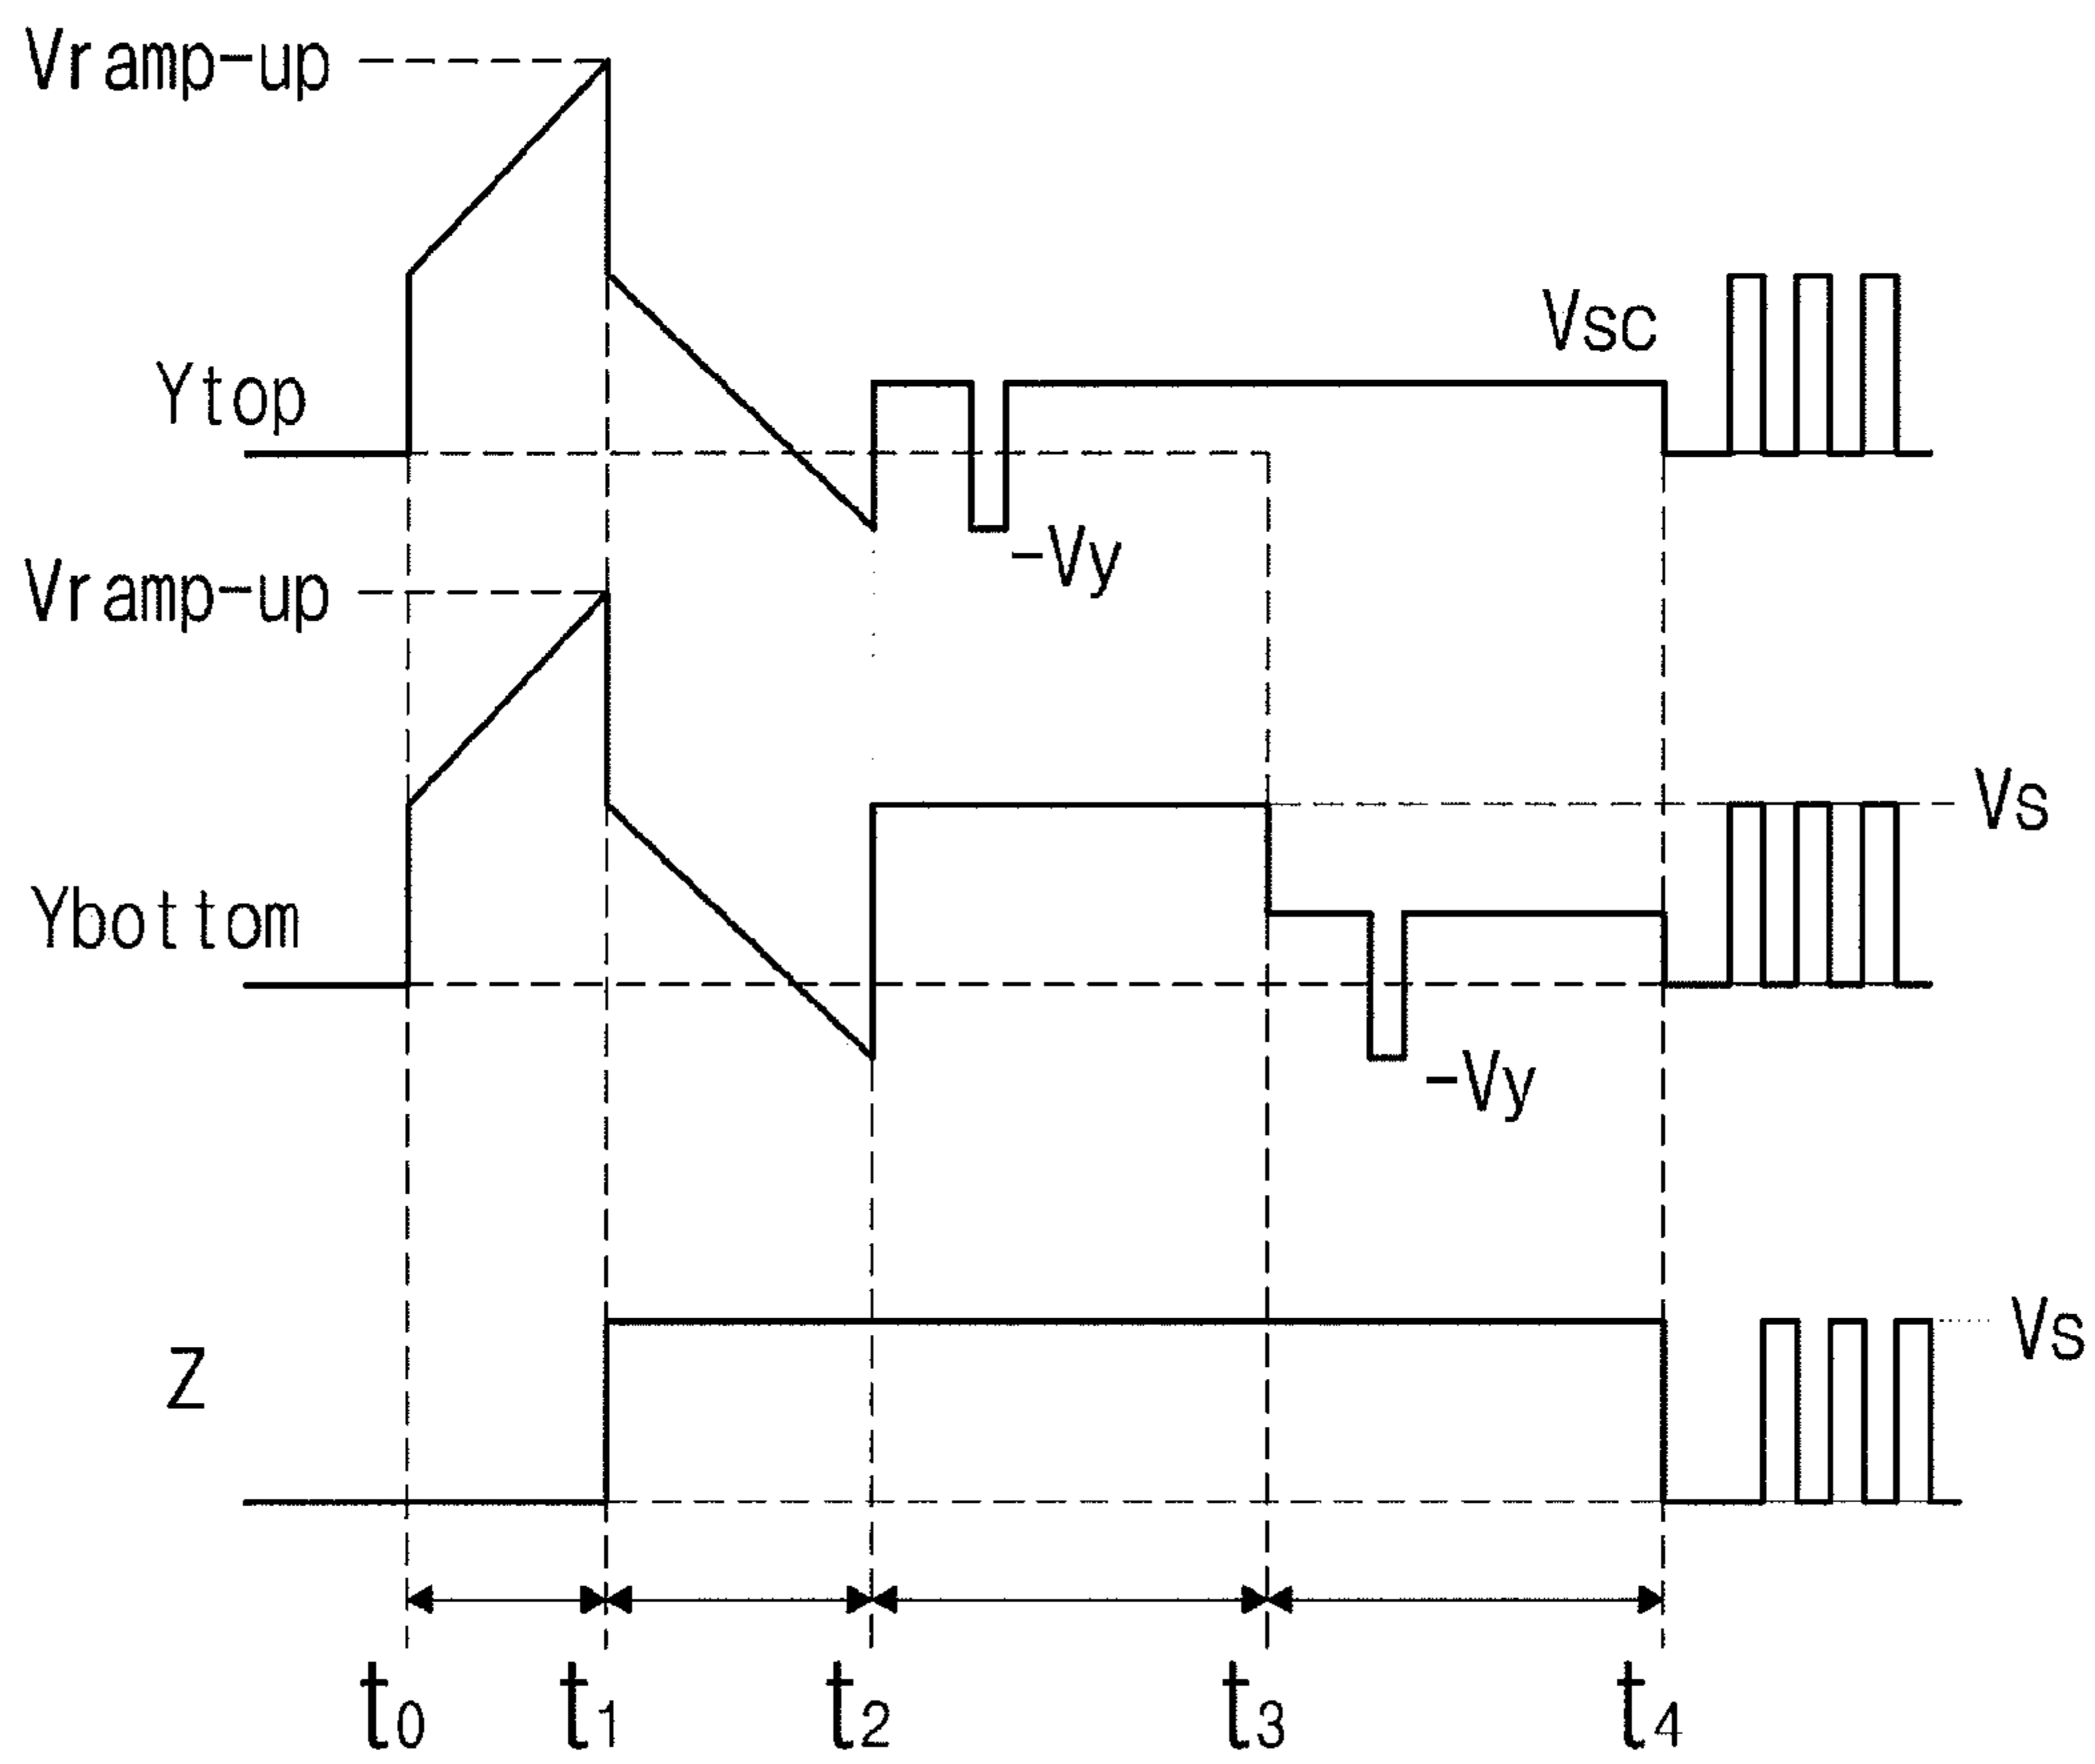 Vramp-up
Vsc
Ytop
-Vy
Vramp-up
Vs
Ybottom
-Vy
Vs
Z
t0 t1 t2 t3 t4